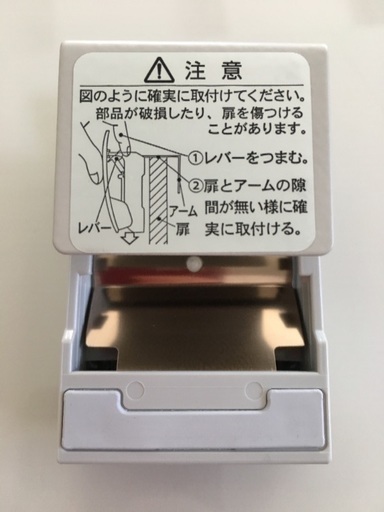 注意
図のように確実に取付けてください。
部品が破損したり、扉を傷つける
ことがあります。
①レバーをつまむ。
②扉とアームの隙
間が無い様に確
実に取付ける。
レバー
アーム
扉